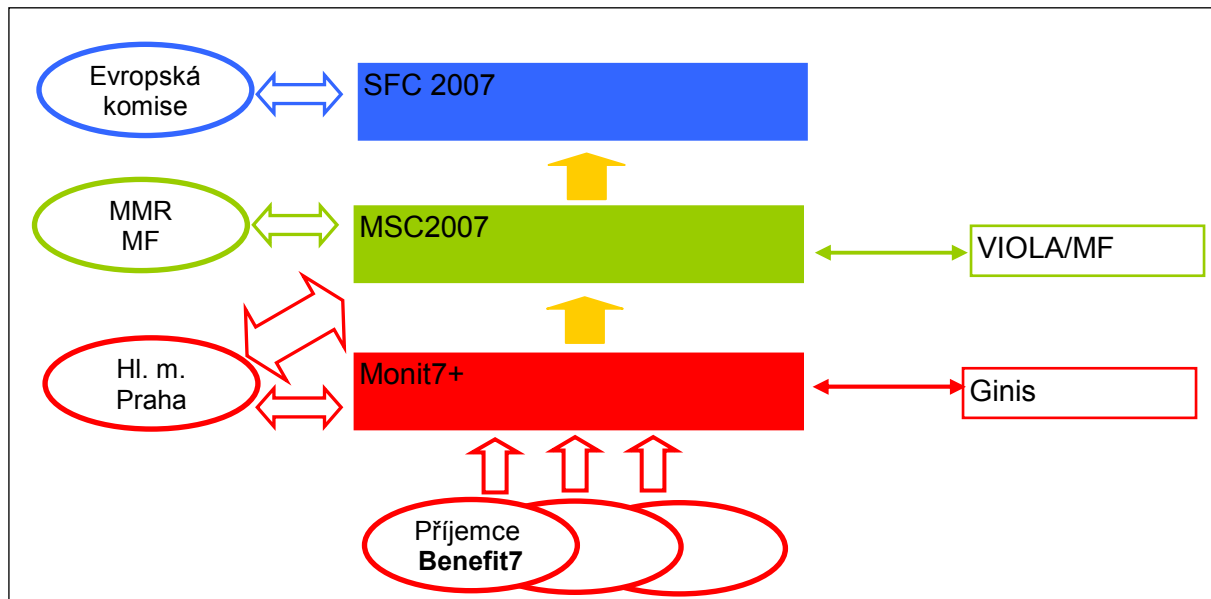 Evropská
komise
SFC 2007
MMR
MF
MSC2007
VIOLA/MF
Hl. m.
Praha
Monit7+
Ginis
Příjemce
Benefit7